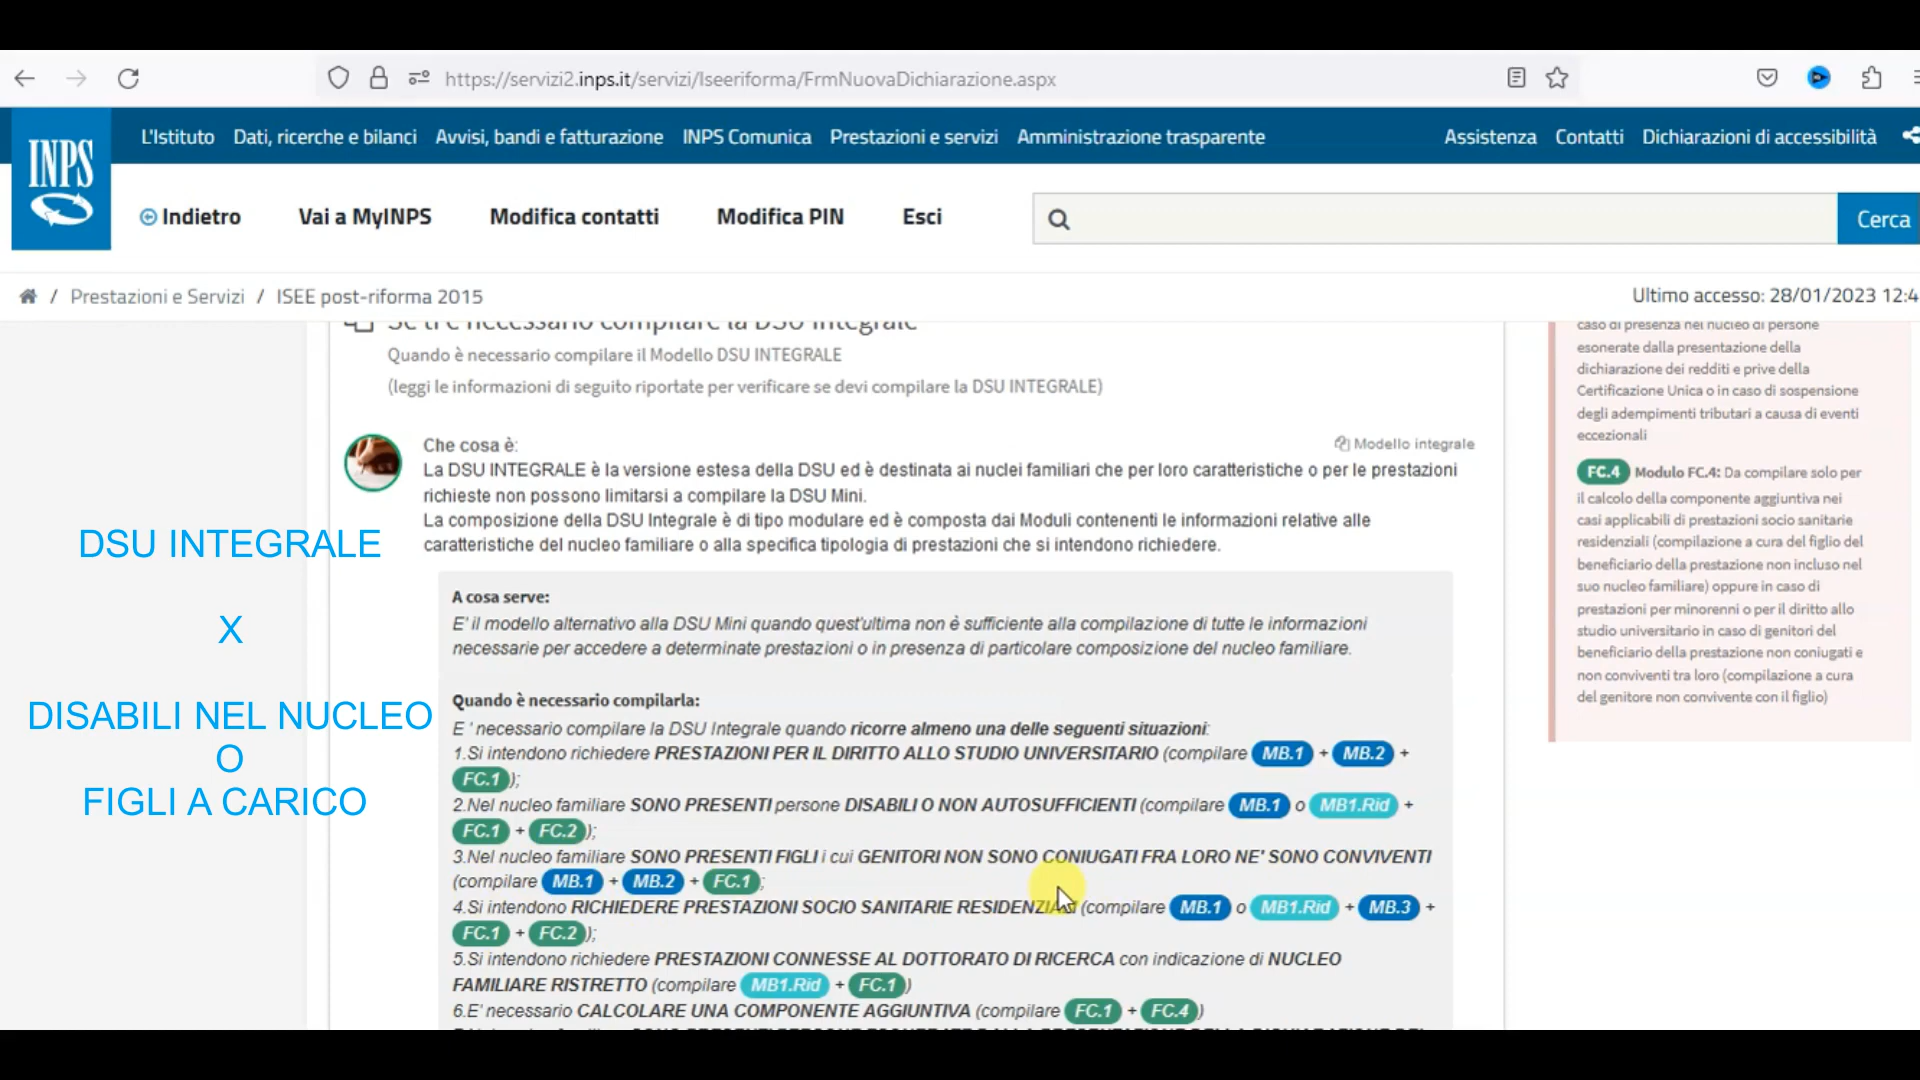 https://servizi2.inps.it/servizi/Iseeriforma/FrmNuovaDichiarazione.aspx
INPS
L'Istituto Dati, ricerche e bilanci Avvisi, bandi e fatturazione INPS Comunica Prestazioni e servizi Amministrazione trasparente Assistenza Contatti Dichiarazioni di accessibilità
Indietro Vai a MyINPS Modifica contatti Modifica PIN Esci Cerca
/ Prestazioni e Servizi / ISEE post-riforma 2015 Ultimo accesso: 28/01/2023 12:4
Se ti è necessario compilare la DSU Integrale
Quando è necessario compilare il Modello DSU INTEGRALE
(leggi le informazioni di seguito riportate per verificare se devi compilare la DSU INTEGRALE)
Che cosa è: Modello integrale
La DSU INTEGRALE è la versione estesa della DSU ed è destinata ai nuclei familiari che per loro caratteristiche o per le prestazioni
richieste non possono limitarsi a compilare la DSU Mini.
La composizione della DSU Integrale è di tipo modulare ed è composta dai Moduli contenenti le informazioni relative alle
caratteristiche del nucleo familiare o alla specifica tipologia di prestazioni che si intendono richiedere.
A cosa serve:
E' il modello alternativo alla DSU Mini quando quest'ultima non è sufficiente alla compilazione di tutte le informazioni
necessarie per accedere a determinate prestazioni o in presenza di particolare composizione del nucleo familiare.
Quando è necessario compilarla:
E ' necessario compilare la DSU Integrale quando ricorre almeno una delle seguenti situazioni:
1.Si intendono richiedere PRESTAZIONI PER IL DIRITTO ALLO STUDIO UNIVERSITARIO (compilare MB.1 + MB.2 +
FC.1 );
2.Nel nucleo familiare SONO PRESENTI persone DISABILI O NON AUTOSUFFICIENTI (compilare MB.1 o MB1.Rid +
FC.1 + FC.2 );
3.Nel nucleo familiare SONO PRESENTI FIGLI i cui GENITORI NON SONO CONIUGATI FRA LORO NE' SONO CONVIVENTI
(compilare MB.1 + MB.2 + FC.1 ;
4.Si intendono RICHIEDERE PRESTAZIONI SOCIO SANITARIE RESIDENZIALI (compilare MB.1 o MB1.Rid + MB.3 +
FC.1 + FC.2 );
5.Si intendono richiedere PRESTAZIONI CONNESSE AL DOTTORATO DI RICERCA con indicazione di NUCLEO
FAMILIARE RISTRETTO (compilare MB1.Rid + FC.1 )
6.E' necessario CALCOLARE UNA COMPONENTE AGGIUNTIVA (compilare FC.1 + FC.4 )
DSU INTEGRALE
X
DISABILI NEL NUCLEO
O
FIGLI A CARICO
caso di presenza nel nucleo di persone
esonerate dalla presentazione della
dichiarazione dei redditi e prive della
Certificazione Unica o in caso di sospensione
degli adempimenti tributari a causa di eventi
eccezionali
FC.4 Modulo FC.4: Da compilare solo per
il calcolo della componente aggiuntiva nei
casi applicabili di prestazioni socio sanitarie
residenziali (compilazione a cura del figlio del
beneficiario della prestazione non incluso nel
suo nucleo familiare) oppure in caso di
prestazioni per minorenni o per il diritto allo
studio universitario in caso di genitori del
beneficiario della prestazione non coniugati e
non conviventi tra loro (compilazione a cura
del genitore non convivente con il figlio)